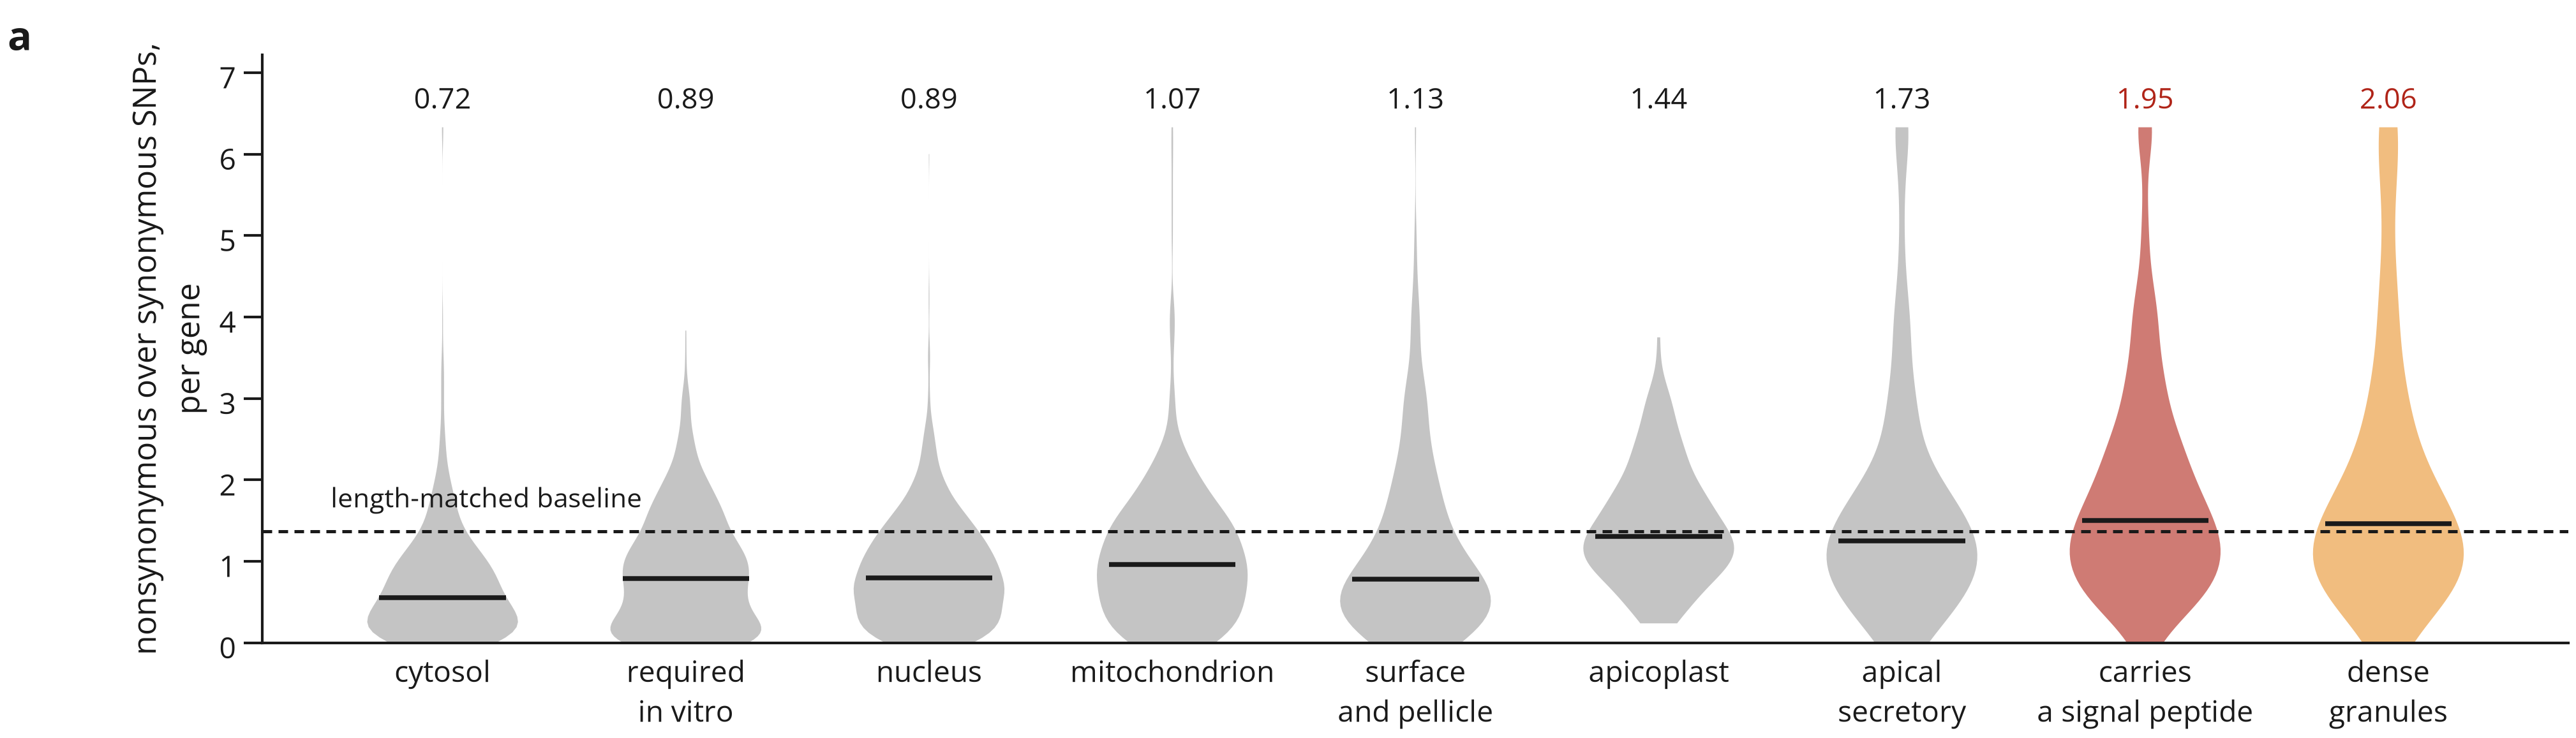 a
nonsynonymous over synonymous SNPs,
per gene
7
6
5
4
3
2
1
0
0.72
0.89
0.89
1.07
1.13
1.44
1.73
1.95
2.06
length-matched baseline
cytosol
required
in vitro
nucleus
mitochondrion
surface
and pellicle
apicoplast
apical
secretory
carries
a signal peptide
dense
granules